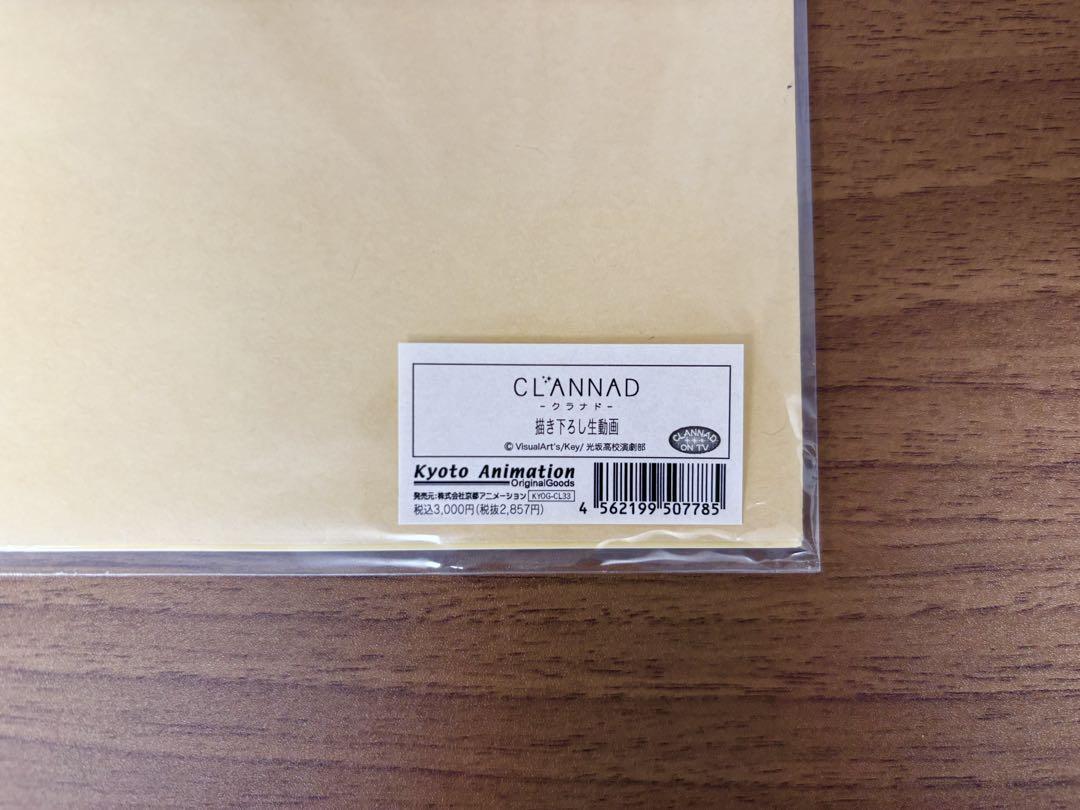 CLANNAD
-クラナド-
描き下ろし生動画
© VisualArt's/Key/ 光坂高校演劇部
CLANNAD
ON TV
Kyoto Animation
OriginalGoods
発売元:株式会社京都アニメーション KYOG-CL33
税込3,000円(税抜2,857円)
4 562199 507785